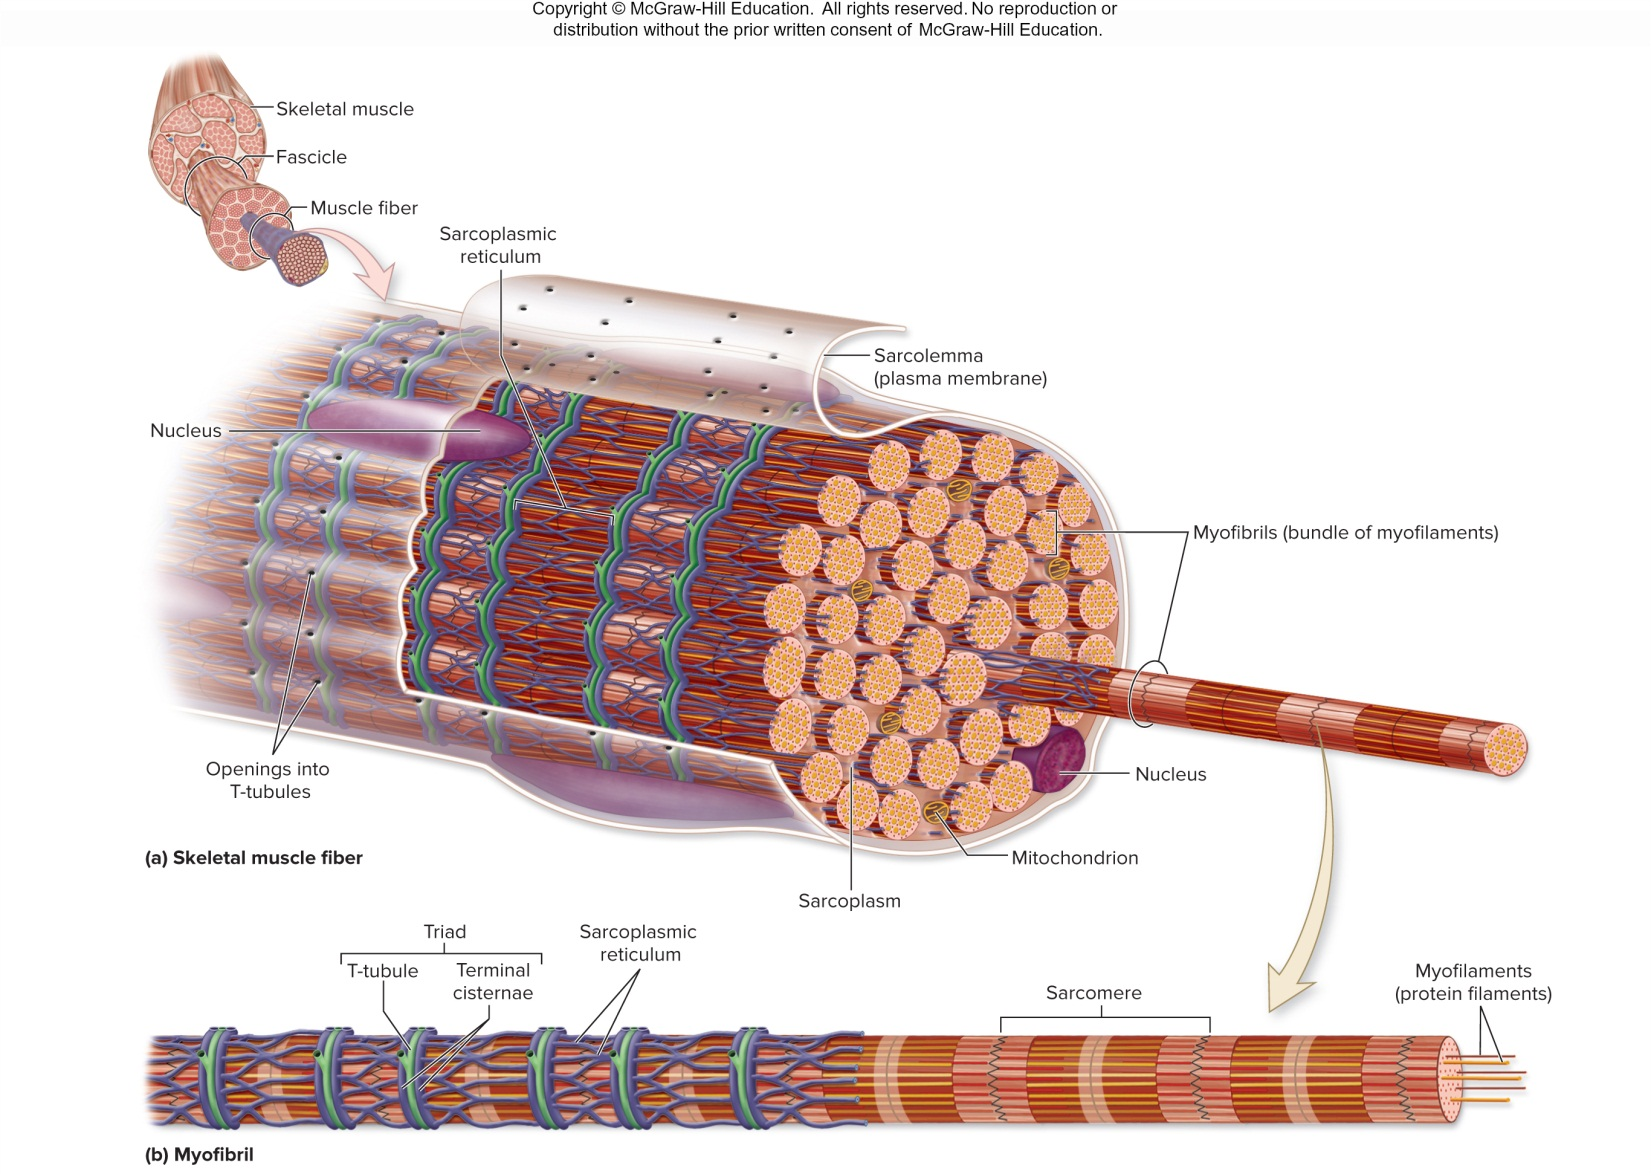 Copyright © McGraw-Hill Education. All rights reserved. No reproduction or
distribution without the prior written consent of McGraw-Hill Education.
Skeletal muscle
Fascicle
Muscle fiber
Sarcoplasmic
reticulum
Sarcolemma
(plasma membrane)
Nucleus
Myofibrils (bundle of myofilaments)
Openings into
T-tubules
Nucleus
Mitochondrion
(a) Skeletal muscle fiber
Sarcoplasm
Triad
T-tubule
Terminal
cisternae
Sarcoplasmic
reticulum
Sarcomere
Myofilaments
(protein filaments)
(b) Myofibril